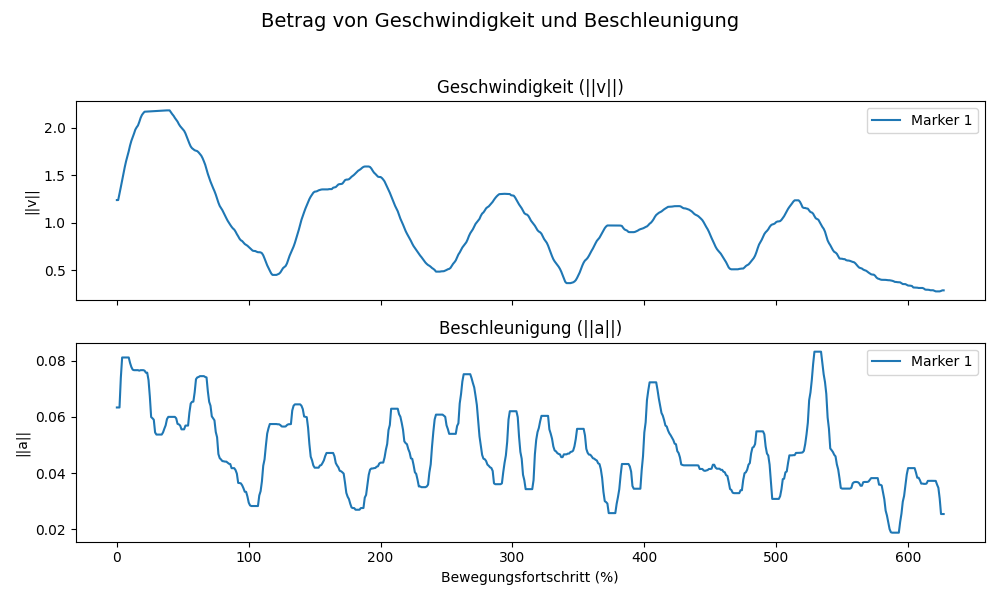 Betrag von Geschwindigkeit und Beschleunigung
Geschwindigkeit (||v||)
2.0
1.5
1.0
0.5
||v||
Marker 1
Beschleunigung (||a||)
0.08
0.06
0.04
0.02
||a||
Marker 1
0 100 200 300 400 500 600
Bewegungsfortschritt (%)